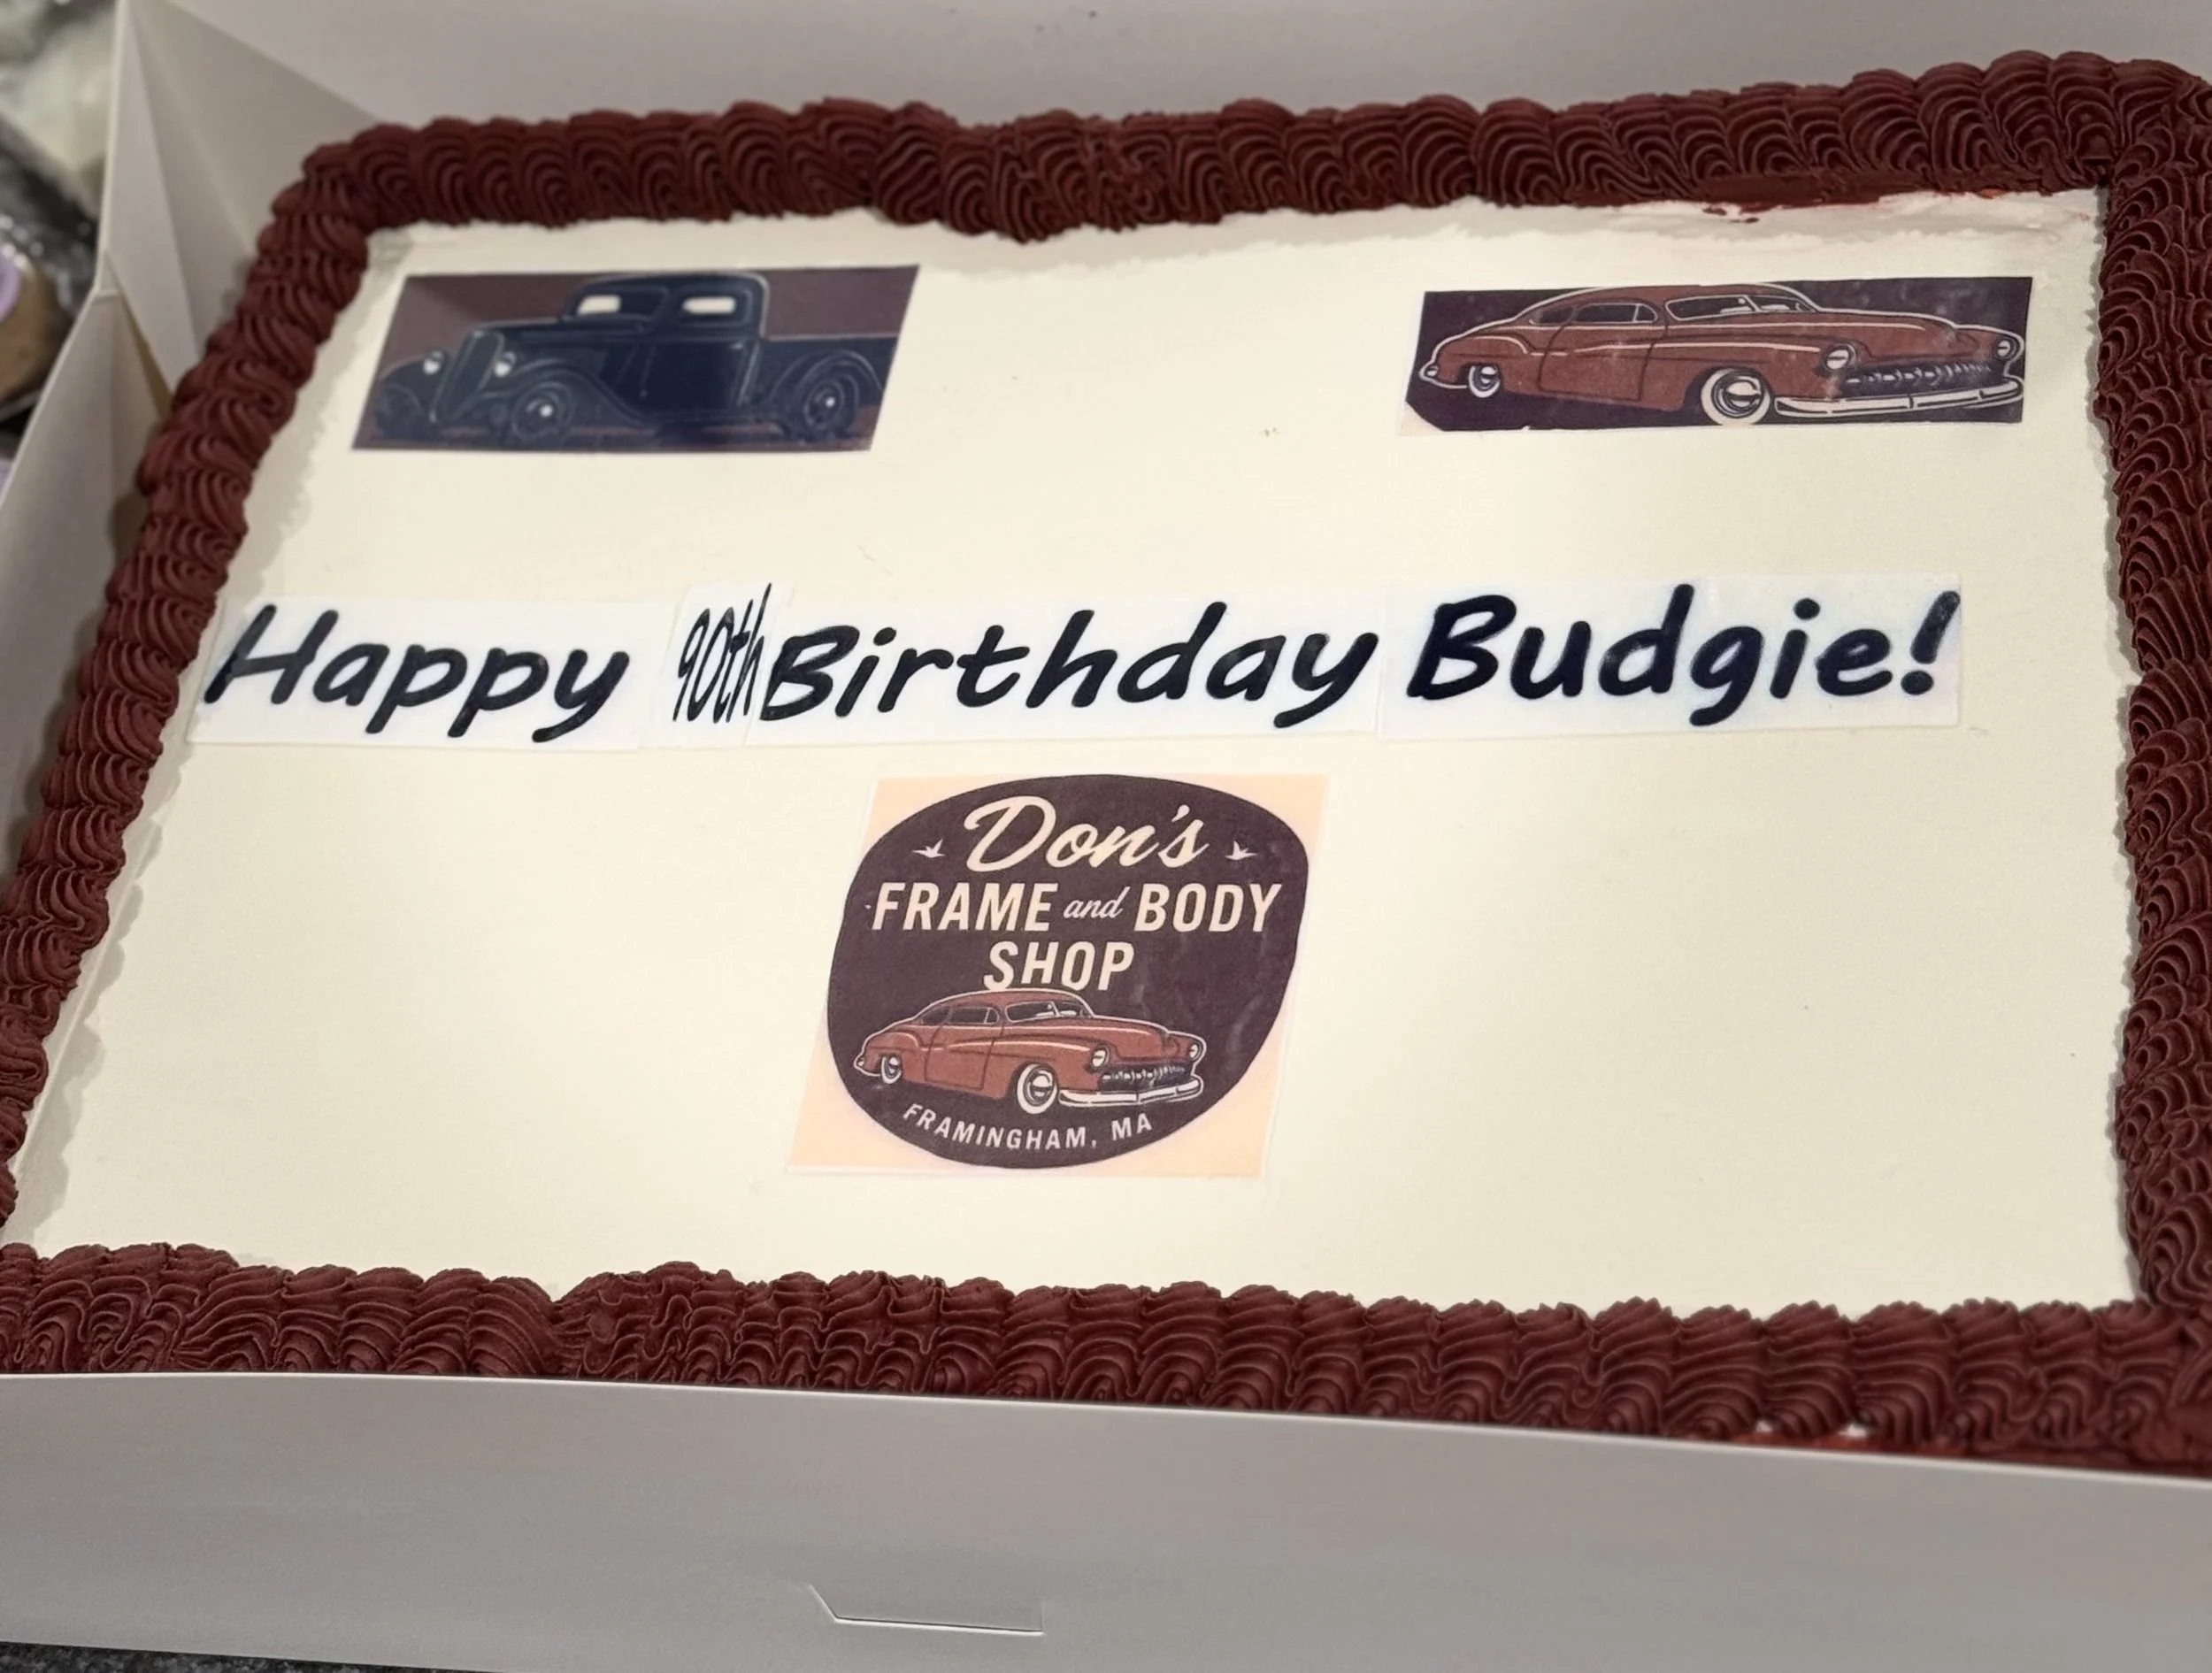 Happy 90th Birthday Budgie!
Don's
FRAME and BODY
SHOP
FRAMINGHAM, MA